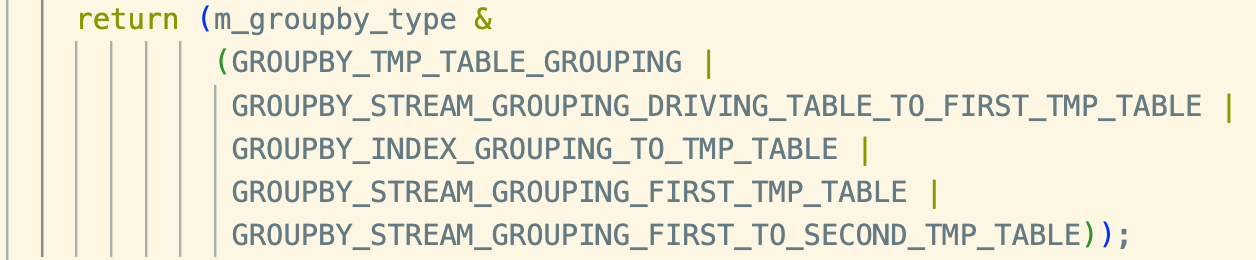 return (m_groupby_type &
(GROUPBY_TMP_TABLE_GROUPING |
GROUPBY_STREAM_GROUPING_DRIVING_TABLE_TO_FIRST_TMP_TABLE |
GROUPBY_INDEX_GROUPING_TO_TMP_TABLE |
GROUPBY_STREAM_GROUPING_FIRST_TMP_TABLE |
GROUPBY_STREAM_GROUPING_FIRST_TO_SECOND_TMP_TABLE));